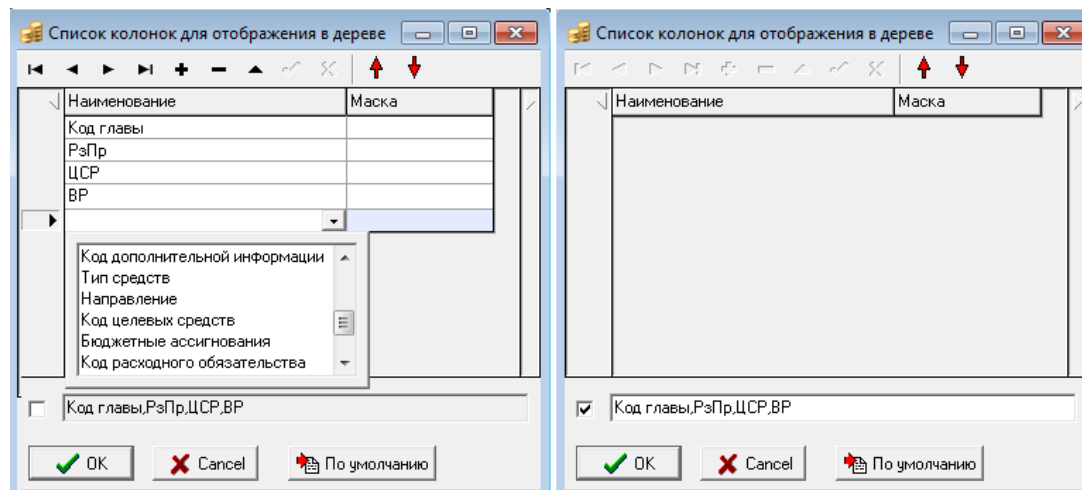 Список колонок для отображения в дереве
Наименование Маска
Код главы
РзПр
ЦСР
ВР
Код дополнительной информации
Тип средств
Направление
Код целевых средств
Бюджетные ассигнования
Код расходного обязательства
Код главы,РзПр,ЦСР,ВР
OK Cancel По умолчанию
Список колонок для отображения в дереве
Наименование Маска
Код главы,РзПр,ЦСР,ВР
OK Cancel По умолчанию